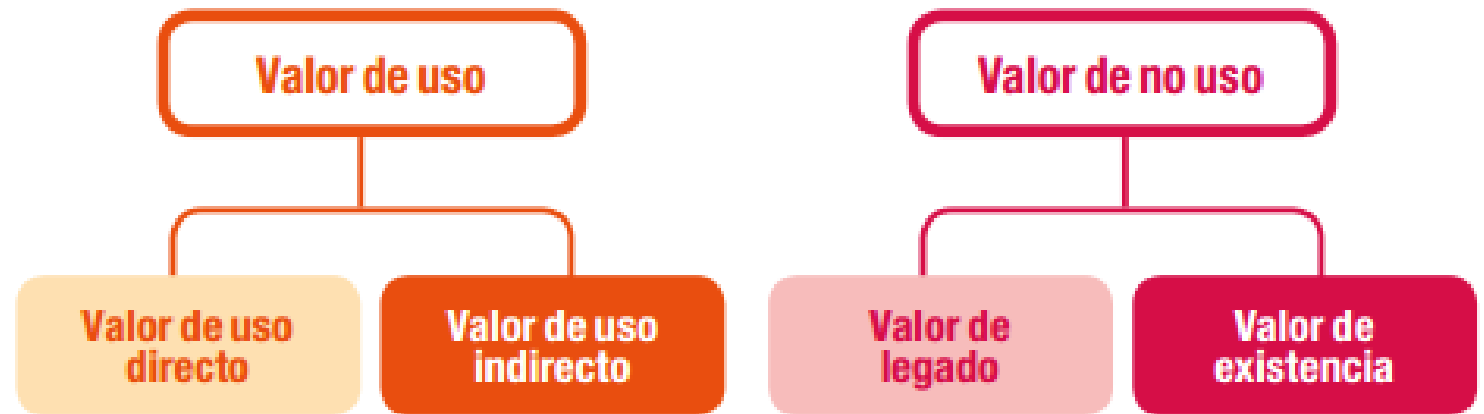 Valor de uso
Valor de no uso
Valor de uso
directo
Valor de uso
indirecto
Valor de
legado
Valor de
existencia